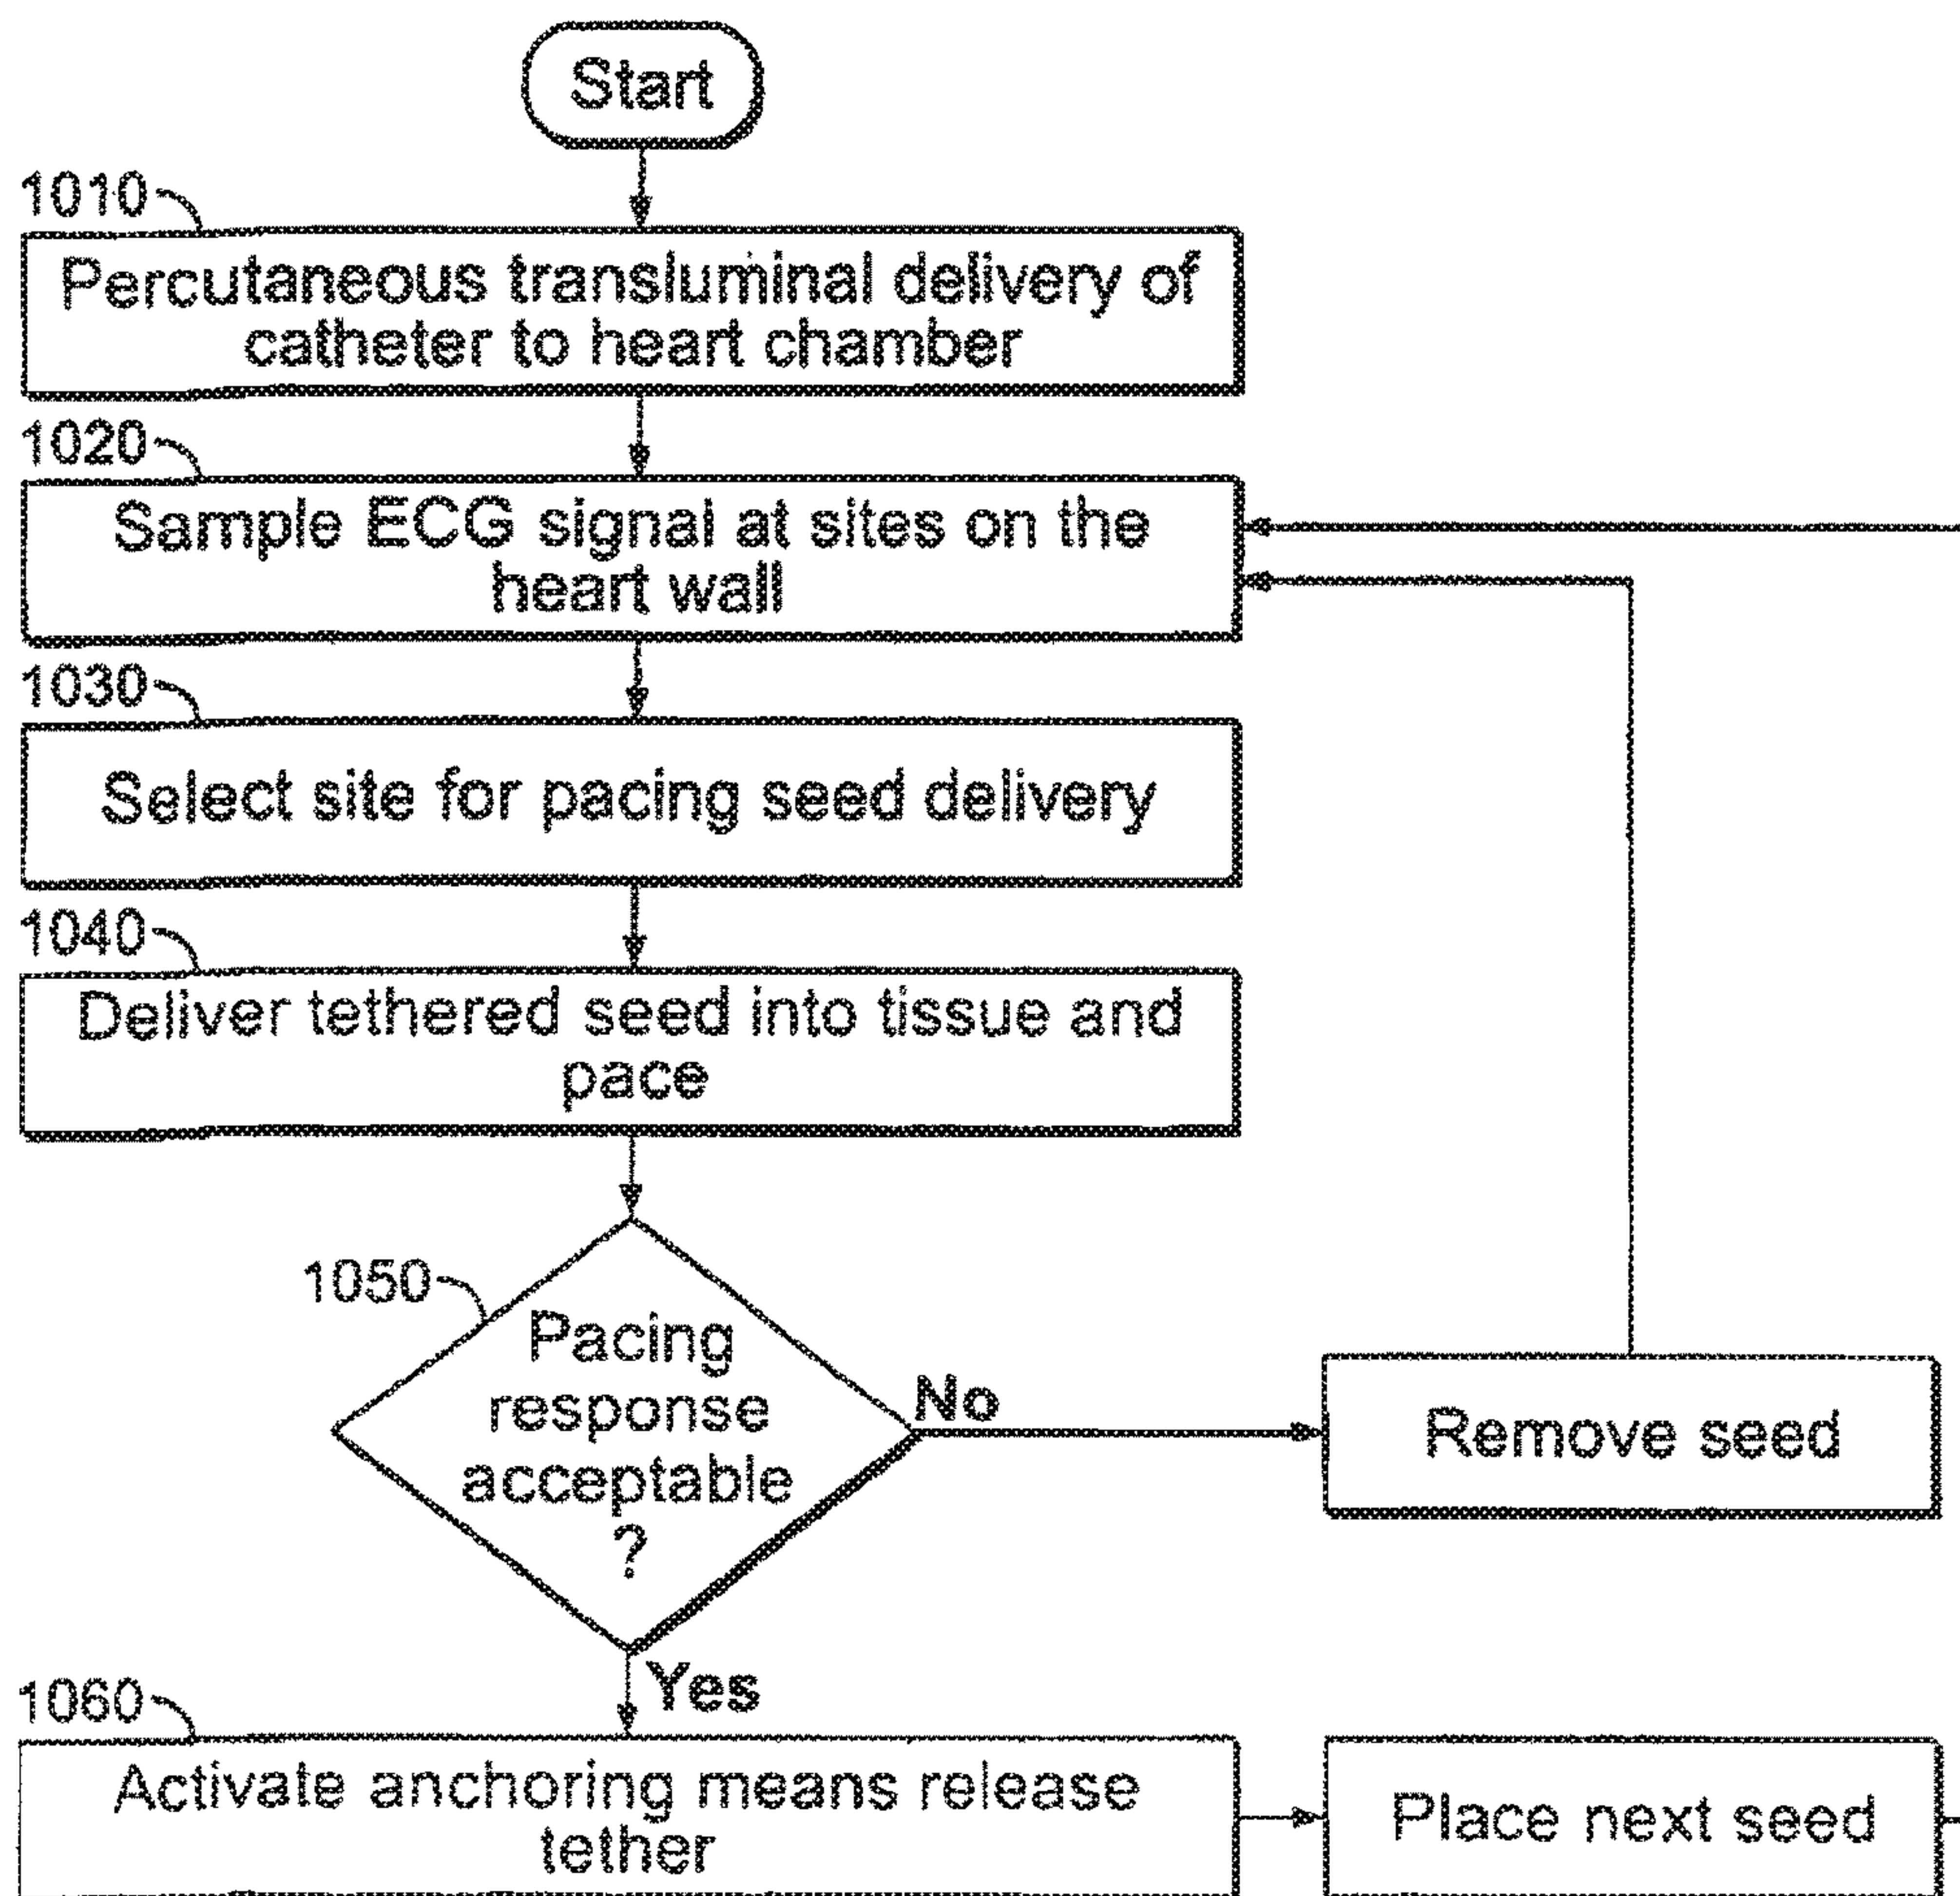 Start
1010
Percutaneous transluminal delivery of
catheter to heart chamber
1020
Sample ECG signal at sites on the
heart wall
1030
Select site for pacing seed delivery
1040
Deliver tethered seed into tissue and
pace
1050
Pacing
response
acceptable
?
No
Remove seed
Yes
1060
Activate anchoring means release
tether
Place next seed